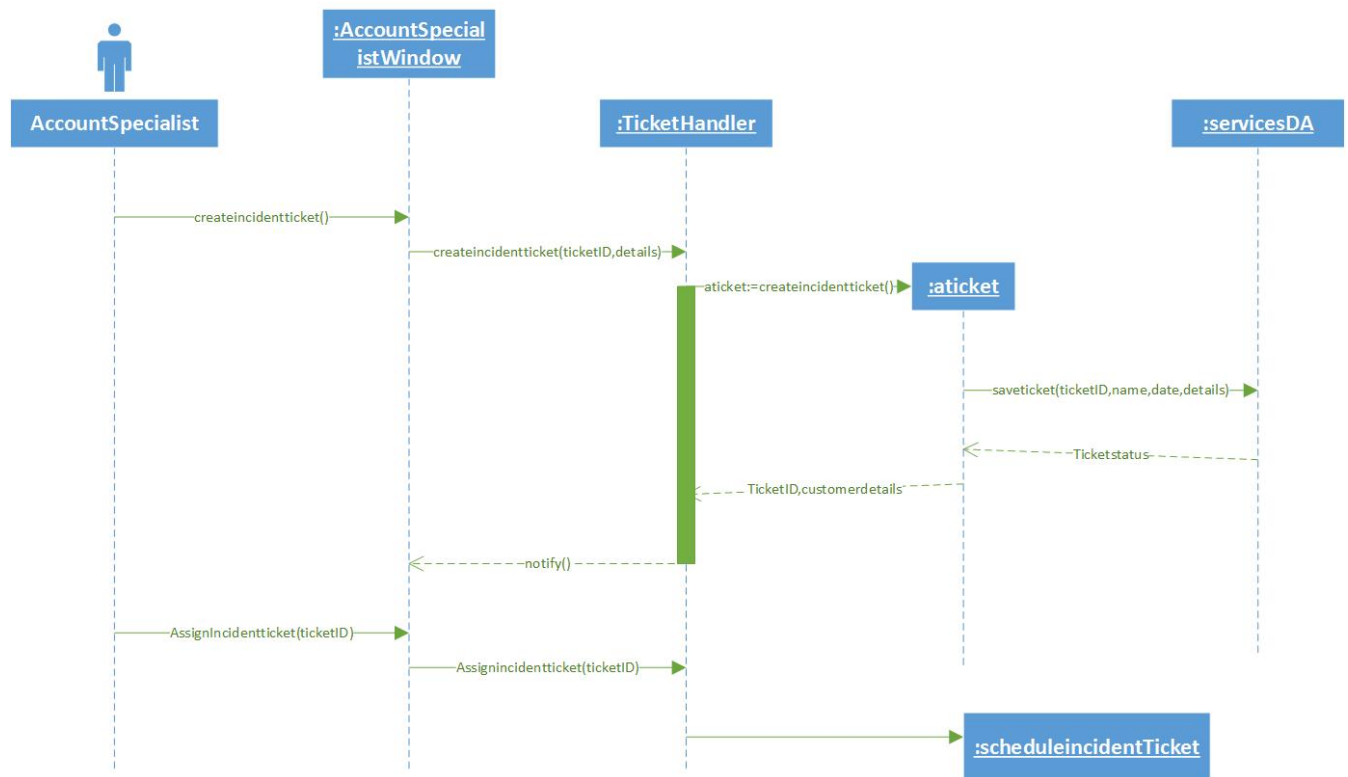 :AccountSpecial
istWindow
AccountSpecialist
:TicketHandler
:servicesDA
createincidentticket()
createincidentticket(ticketID,details)
aticket:=createincidentticket()
:aticket
saveticket(ticketID,name,date,details)
Ticketstatus
TicketID,customerdetails
notify()
AssignIncidentticket(ticketID)
Assignincidentticket(ticketID)
:scheduleincidentTicket